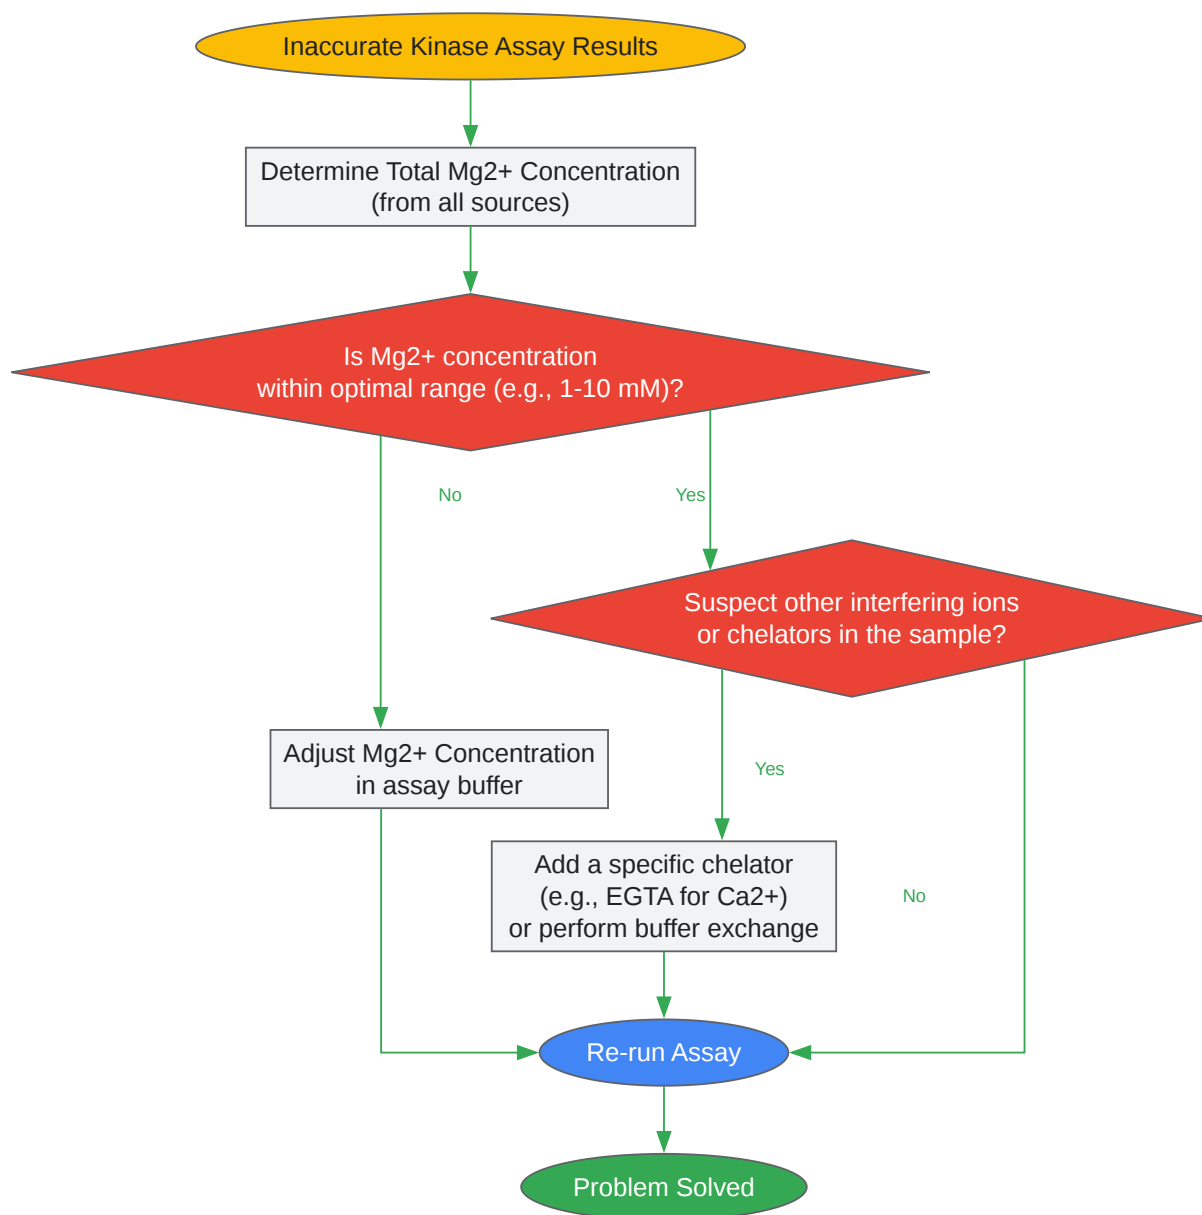 Inaccurate Kinase Assay Results
Determine Total Mg2+ Concentration
(from all sources)
Is Mg2+ concentration
within optimal range (e.g., 1-10 mM)?
No
Yes
Suspect other interfering ions
or chelators in the sample?
Adjust Mg2+ Concentration
in assay buffer
Yes
Add a specific chelator
(e.g., EGTA for Ca2+)
or perform buffer exchange
No
Re-run Assay
Problem Solved